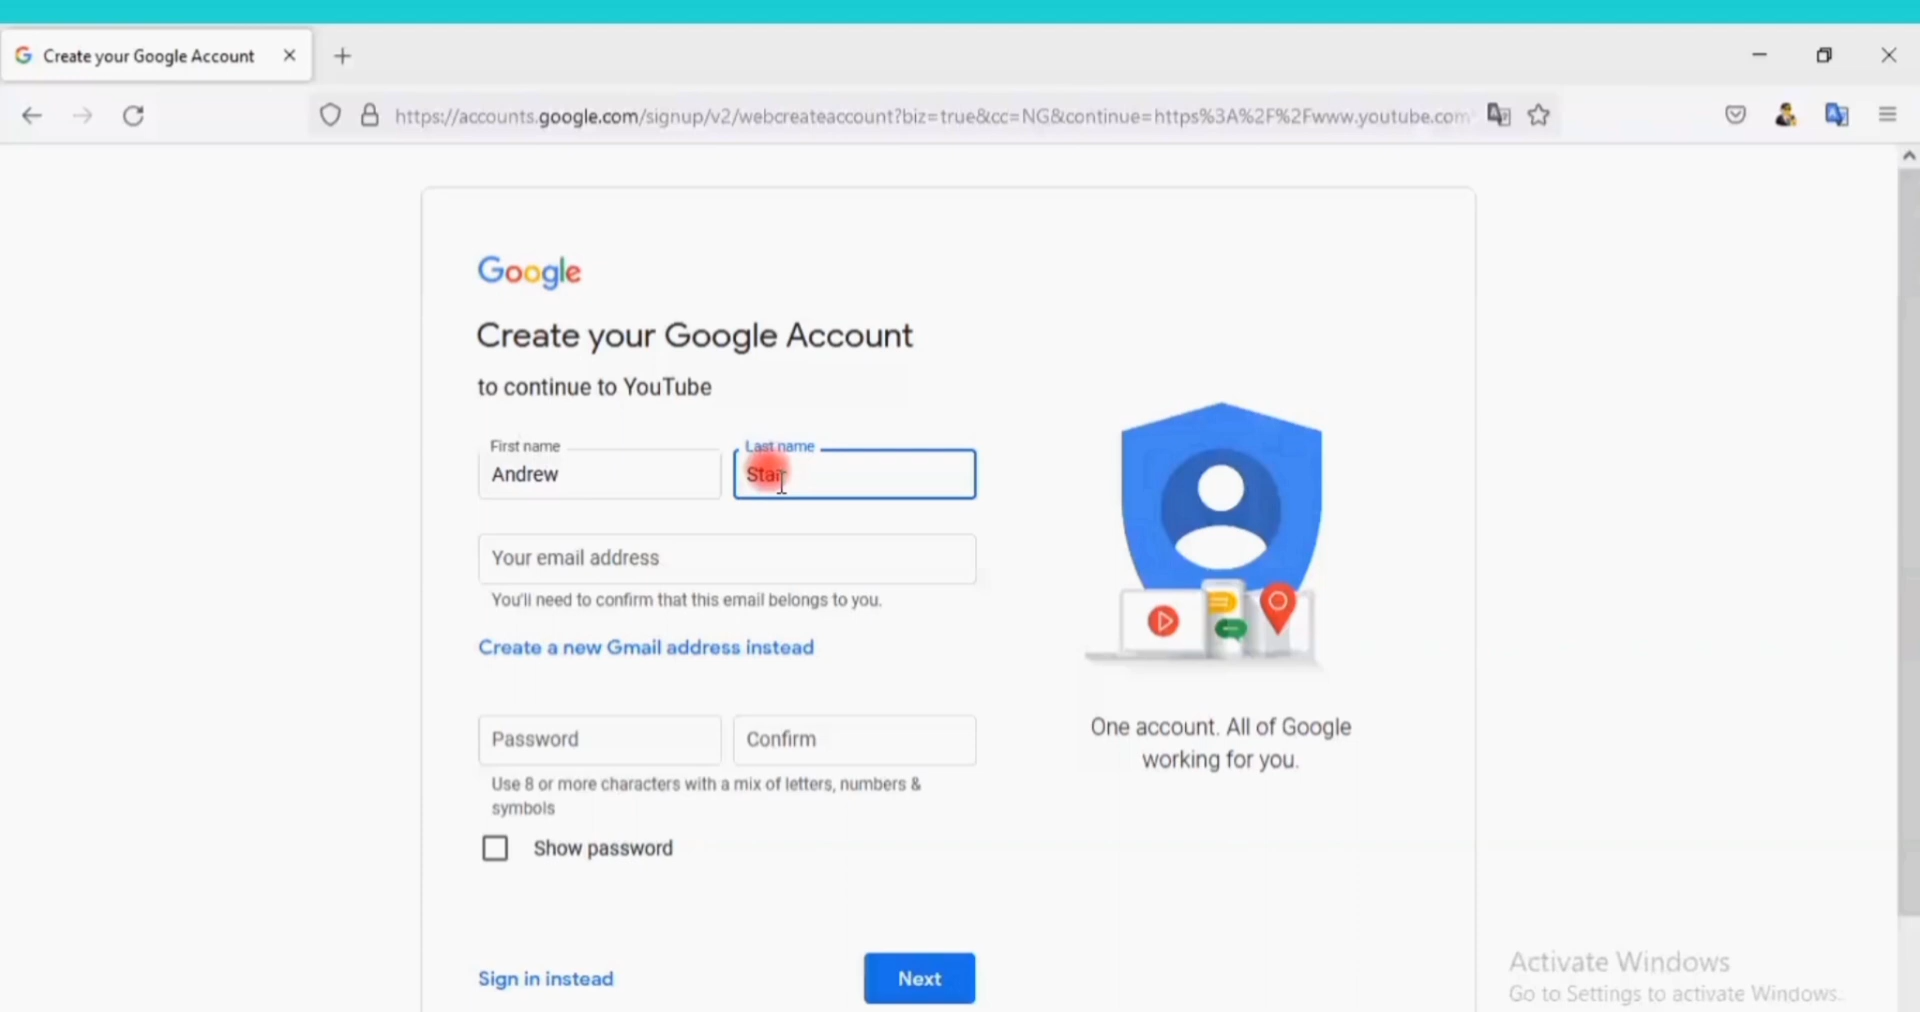 Create your Google Account
https://accounts.google.com/signup/v2/webcreateaccount?biz=true&cc=NG&continue=https%3A%2F%2Fwww.youtube.com
Google
Create your Google Account
to continue to YouTube
First name
Last name
Andrew
Star
Your email address
You'll need to confirm that this email belongs to you.
Create a new Gmail address instead
Password
Confirm
Use 8 or more characters with a mix of letters, numbers &
symbols
Show password
One account. All of Google
working for you.
Sign in instead
Next
Activate Windows
Go to Settings to activate Windows.